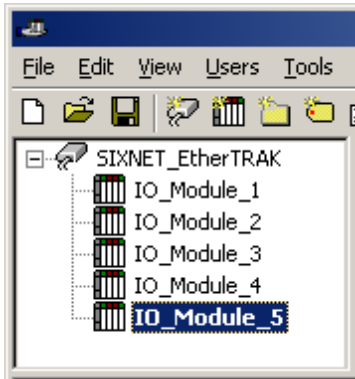 File Edit View Users Tools
SIXNET_EtherTRAK
IO_Module_1
IO_Module_2
IO_Module_3
IO_Module_4
IO_Module_5